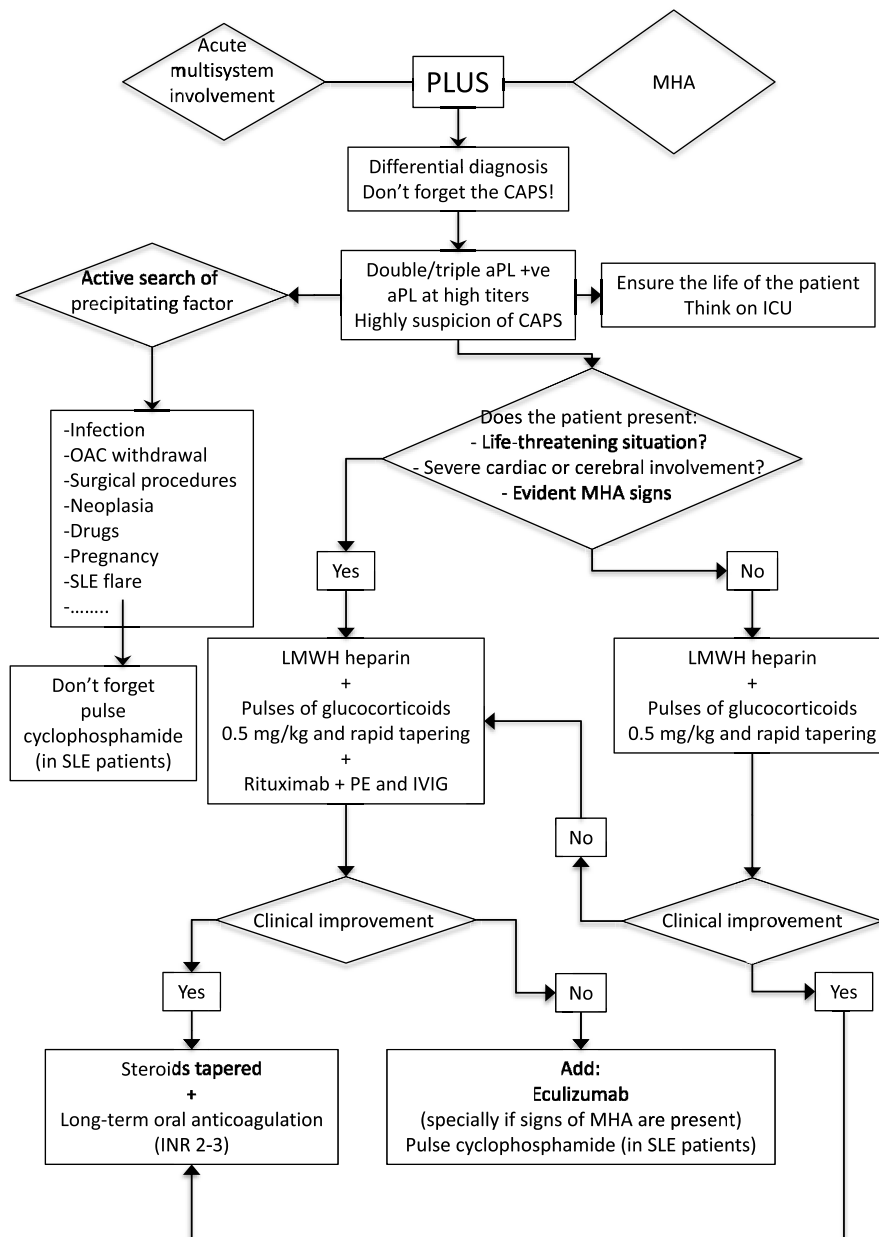 Acute
multisystem
involvement
PLUS
MHA
Differential diagnosis
Don't forget the CAPS!
Active search of
precipitating factor
Double/triple aPL +ve
aPL at high titers
Highly suspicion of CAPS
Ensure the life of the patient
Think on ICU
-Infection
-OAC withdrawal
-Surgical procedures
-Neoplasia
-Drugs
-Pregnancy
-SLE flare
-……..
Does the patient present:
- Life-threatening situation?
- Severe cardiac or cerebral involvement?
- Evident MHA signs
Yes
No
Don't forget
pulse
cyclophosphamide
(in SLE patients)
LMWH heparin
+
Pulses of glucocorticoids
0.5 mg/kg and rapid tapering
+
Rituximab + PE and IVIG
LMWH heparin
+
Pulses of glucocorticoids
0.5 mg/kg and rapid tapering
No
Clinical improvement
Clinical improvement
Yes
No
Yes
Steroids tapered
+
Long-term oral anticoagulation
(INR 2-3)
Add:
Eculizumab
(specially if signs of MHA are present)
Pulse cyclophosphamide (in SLE patients)